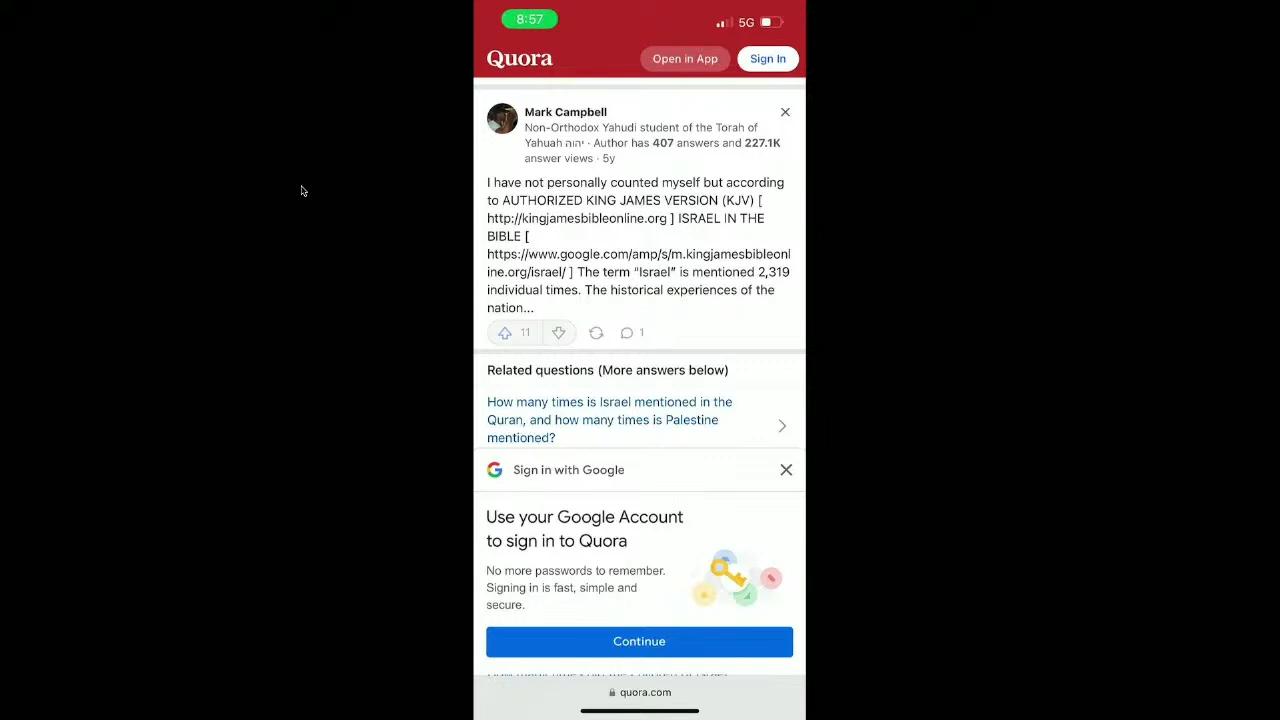 8:57
5G
Quora
Open in App
Sign In
Mark Campbell
Non-Orthodox Yahudi student of the Torah of
Yahuah יהוה · Author has 407 answers and 227.1K
answer views · 5y
I have not personally counted myself but according
to AUTHORIZED KING JAMES VERSION (KJV) [
http://kingjamesbibleonline.org ] ISRAEL IN THE
BIBLE [
https://www.google.com/amp/s/m.kingjamesbibleonl
ine.org/israel/ ] The term “Israel” is mentioned 2,319
individual times. The historical experiences of the
nation...
11
1
Related questions (More answers below)
How many times is Israel mentioned in the
Quran, and how many times is Palestine
mentioned?
Sign in with Google
Use your Google Account
to sign in to Quora
No more passwords to remember.
Signing in is fast, simple and
secure.
Continue
quora.com